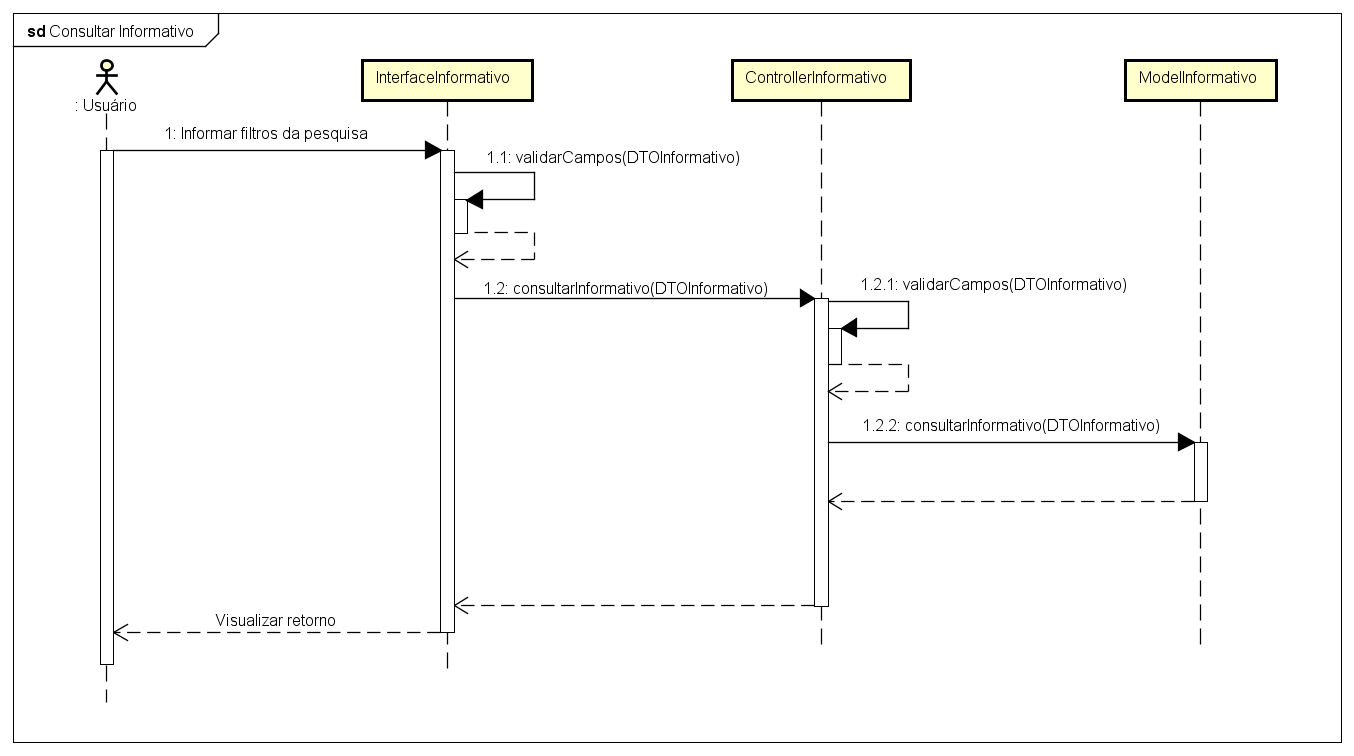 sd Consultar Informativo
: Usuário
InterfaceInformativo
ControllerInformativo
ModelInformativo
1: Informar filtros da pesquisa
1.1: validarCampos(DTOInformativo)
1.2: consultarInformativo(DTOInformativo)
1.2.1: validarCampos(DTOInformativo)
1.2.2: consultarInformativo(DTOInformativo)
Visualizar retorno